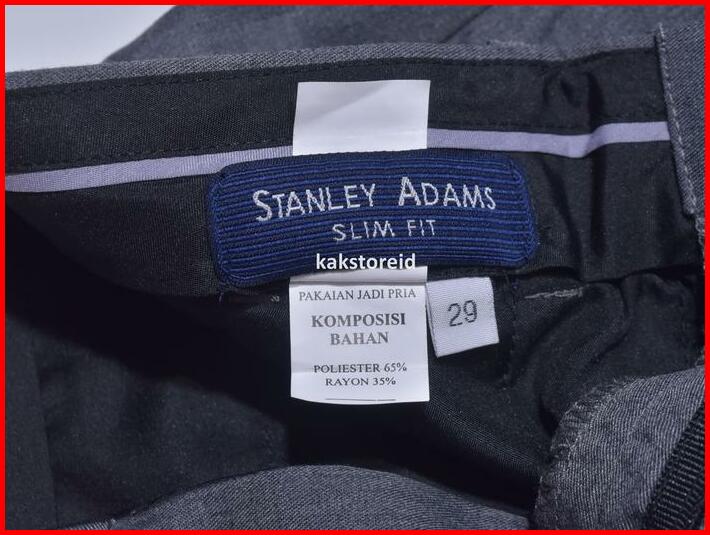 STANLEY ADAMS
SLIM FIT
kakstoreid
PAKAIAN JADI PRIA
KOMPOSISI
BAHAN
POLIESTER 65%
RAYON 35%
29